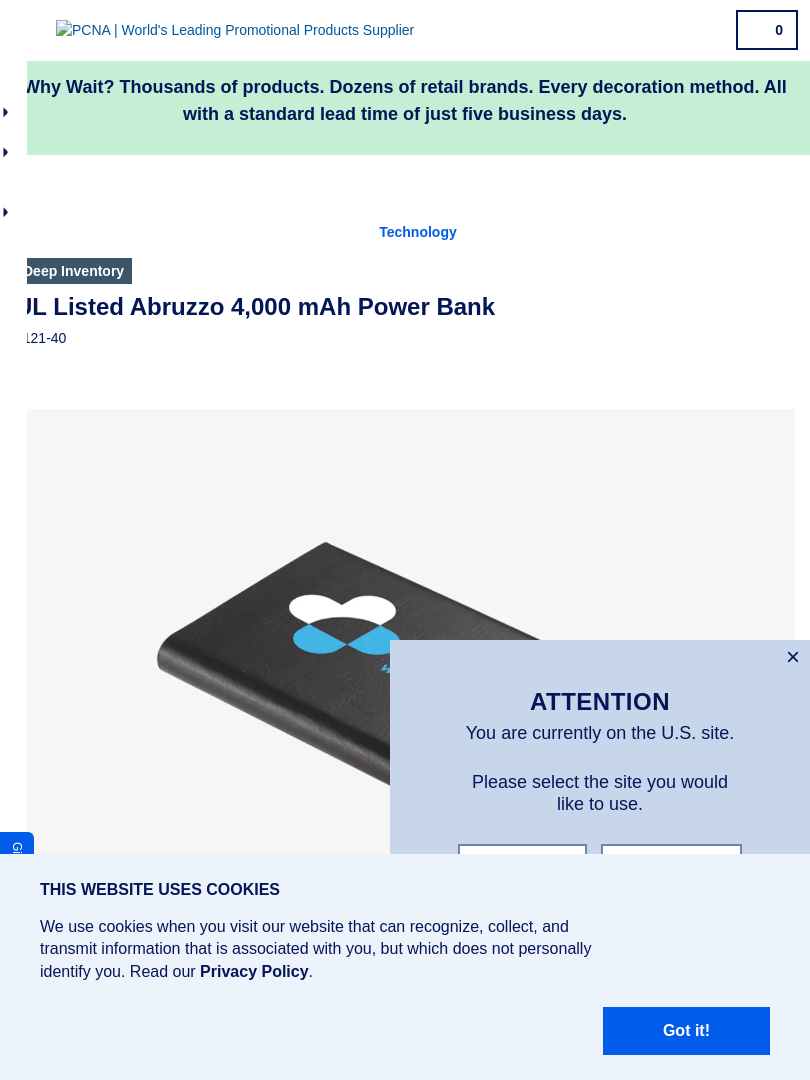 PCNA | World's Leading Promotional Products Supplier
0
Why Wait? Thousands of products. Dozens of retail brands. Every decoration method. All
with a standard lead time of just five business days.
Technology
Deep Inventory
UL Listed Abruzzo 4,000 mAh Power Bank
121-40
ATTENTION
You are currently on the U.S. site.
Please select the site you would
like to use.
THIS WEBSITE USES COOKIES
We use cookies when you visit our website that can recognize, collect, and
transmit information that is associated with you, but which does not personally
identify you. Read our Privacy Policy.
Got it!